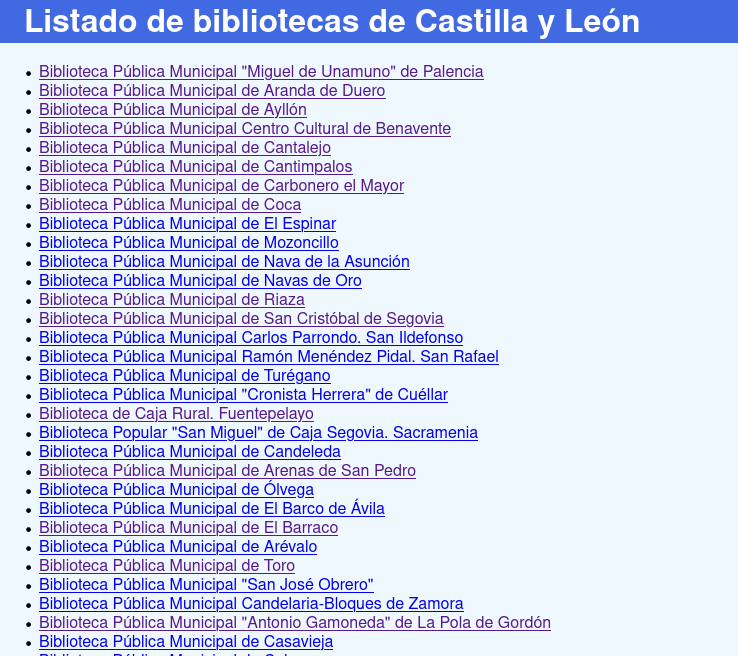 Listado de bibliotecas de Castilla y León
Biblioteca Pública Municipal "Miguel de Unamuno" de Palencia
Biblioteca Pública Municipal de Aranda de Duero
Biblioteca Pública Municipal de Ayllón
Biblioteca Pública Municipal Centro Cultural de Benavente
Biblioteca Pública Municipal de Cantalejo
Biblioteca Pública Municipal de Cantimpalos
Biblioteca Pública Municipal de Carbonero el Mayor
Biblioteca Pública Municipal de Coca
Biblioteca Pública Municipal de El Espinar
Biblioteca Pública Municipal de Mozoncillo
Biblioteca Pública Municipal de Nava de la Asunción
Biblioteca Pública Municipal de Navas de Oro
Biblioteca Pública Municipal de Riaza
Biblioteca Pública Municipal de San Cristóbal de Segovia
Biblioteca Pública Municipal Carlos Parrondo. San Ildefonso
Biblioteca Pública Municipal Ramón Menéndez Pidal. San Rafael
Biblioteca Pública Municipal de Turégano
Biblioteca Pública Municipal "Cronista Herrera" de Cuéllar
Biblioteca de Caja Rural. Fuentepelayo
Biblioteca Popular "San Miguel" de Caja Segovia. Sacramenia
Biblioteca Pública Municipal de Candeleda
Biblioteca Pública Municipal de Arenas de San Pedro
Biblioteca Pública Municipal de Ólvega
Biblioteca Pública Municipal de El Barco de Ávila
Biblioteca Pública Municipal de El Barraco
Biblioteca Pública Municipal de Arévalo
Biblioteca Pública Municipal de Toro
Biblioteca Pública Municipal "San José Obrero"
Biblioteca Pública Municipal Candelaria-Bloques de Zamora
Biblioteca Pública Municipal "Antonio Gamoneda" de La Pola de Gordón
Biblioteca Pública Municipal de Casavieja